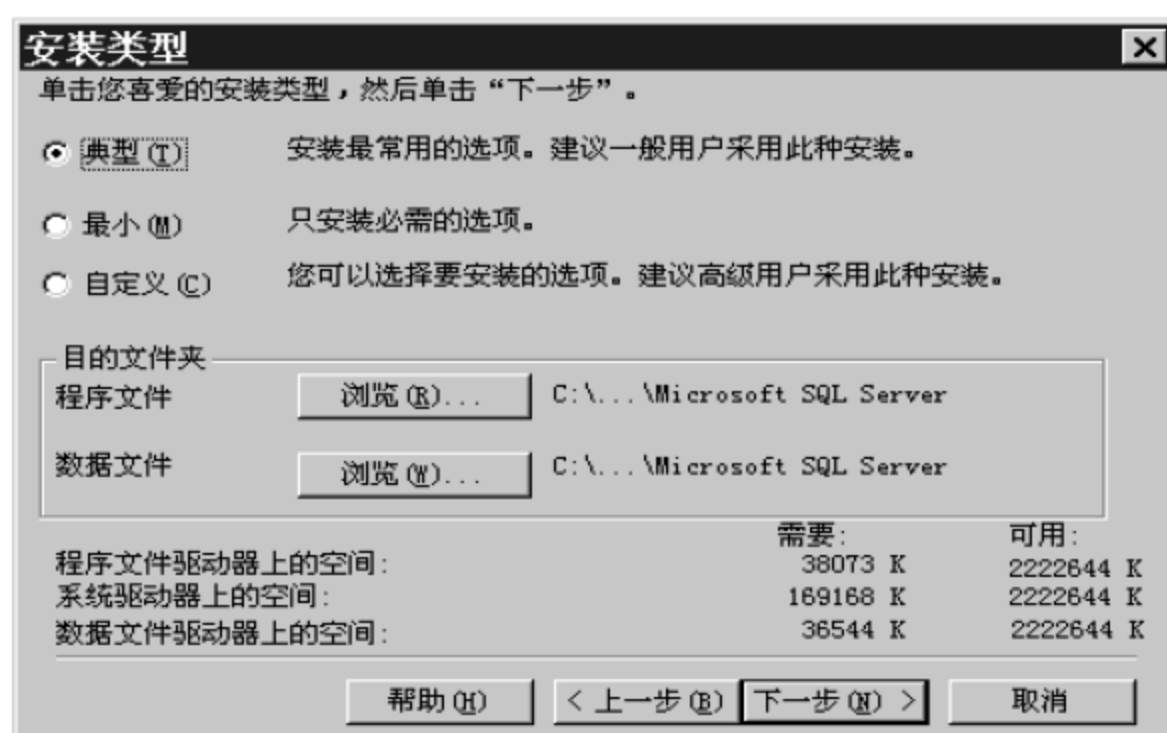 安装类型
单击您喜爱的安装类型，然后单击“下一步”。
典型(T) 安装最常用的选项。建议一般用户采用此种安装。
最小(M) 只安装必需的选项。
自定义(C) 您可以选择要安装的选项。建议高级用户采用此种安装。
目的文件夹
程序文件 浏览(R)... C:\...\Microsoft SQL Server
数据文件 浏览(W)... C:\...\Microsoft SQL Server
需要: 可用:
程序文件驱动器上的空间: 38073 K 2222644 K
系统驱动器上的空间: 169168 K 2222644 K
数据文件驱动器上的空间: 36544 K 2222644 K
帮助(H) <上一步(B) 下一步(N)> 取消